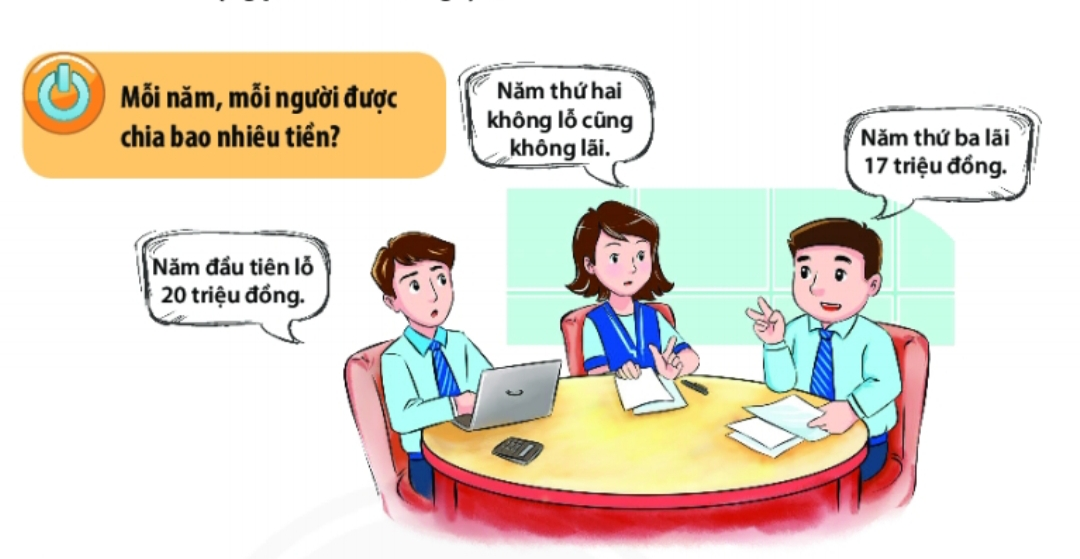 Mỗi năm, mỗi người được
chia bao nhiêu tiền?
Năm thứ hai
không lỗ cũng
không lãi.
Năm thứ ba lãi
17 triệu đồng.
Năm đầu tiên lỗ
20 triệu đồng.